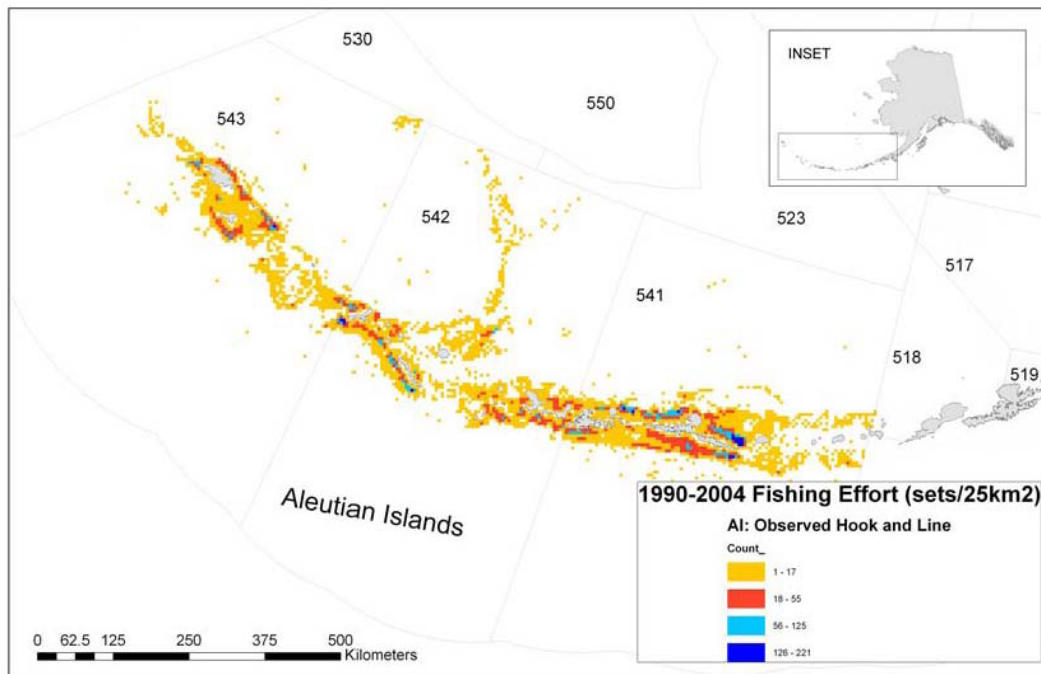 530
INSET
550
543
542
523
517
541
518
519
Aleutian Islands
1990-2004 Fishing Effort (sets/25km2)
AI: Observed Hook and Line
Count_
1 - 17
18 - 55
56 - 125
126 - 221
0 62.5 125 250 375 500
Kilometers